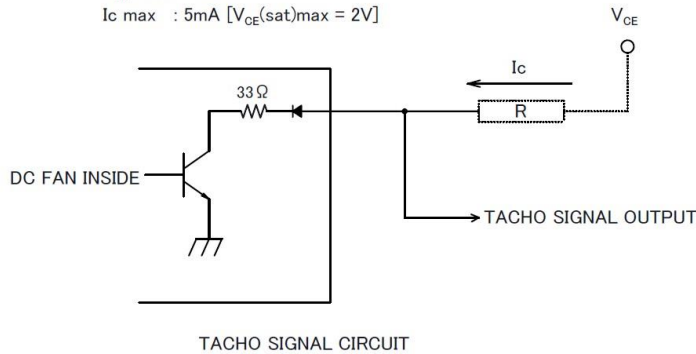 Ic max : 5mA [VCE(sat)max = 2V]
VCE
Ic
33Ω
R
DC FAN INSIDE
TACHO SIGNAL OUTPUT
TACHO SIGNAL CIRCUIT